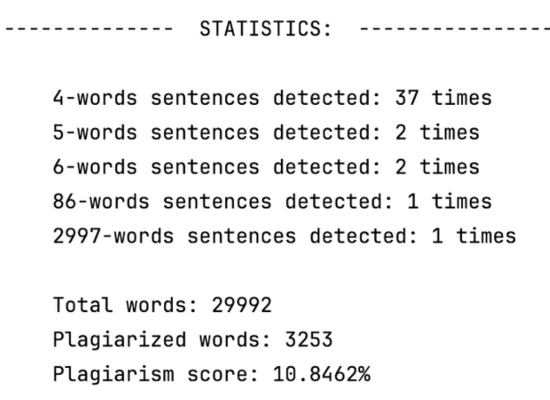 -------------- STATISTICS: ----------------
4-words sentences detected: 37 times
5-words sentences detected: 2 times
6-words sentences detected: 2 times
86-words sentences detected: 1 times
2997-words sentences detected: 1 times
Total words: 29992
Plagiarized words: 3253
Plagiarism score: 10.8462%